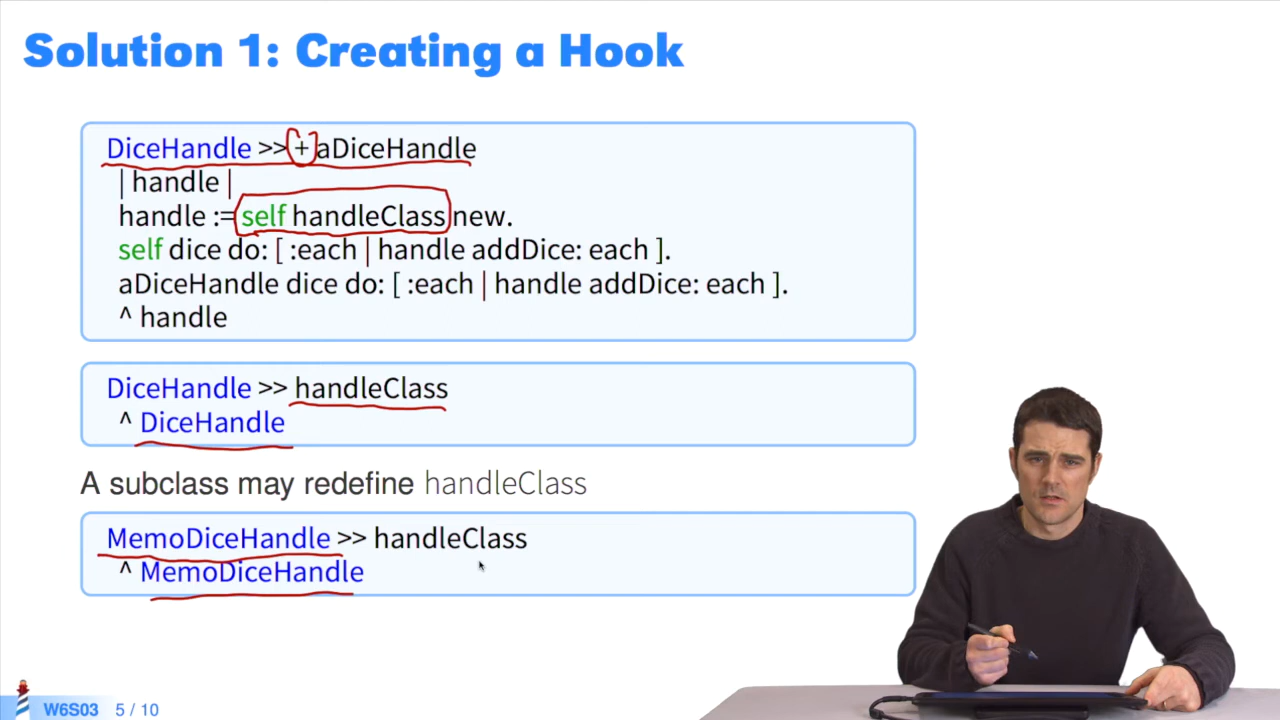 Solution 1: Creating a Hook
DiceHandle >> + aDiceHandle
| handle |
handle := self handleClass new.
self dice do: [ :each | handle addDice: each ].
aDiceHandle dice do: [ :each | handle addDice: each ].
^ handle
DiceHandle >> handleClass
^ DiceHandle
A subclass may redefine handleClass
MemoDiceHandle >> handleClass
^ MemoDiceHandle
W6S03 5 / 10